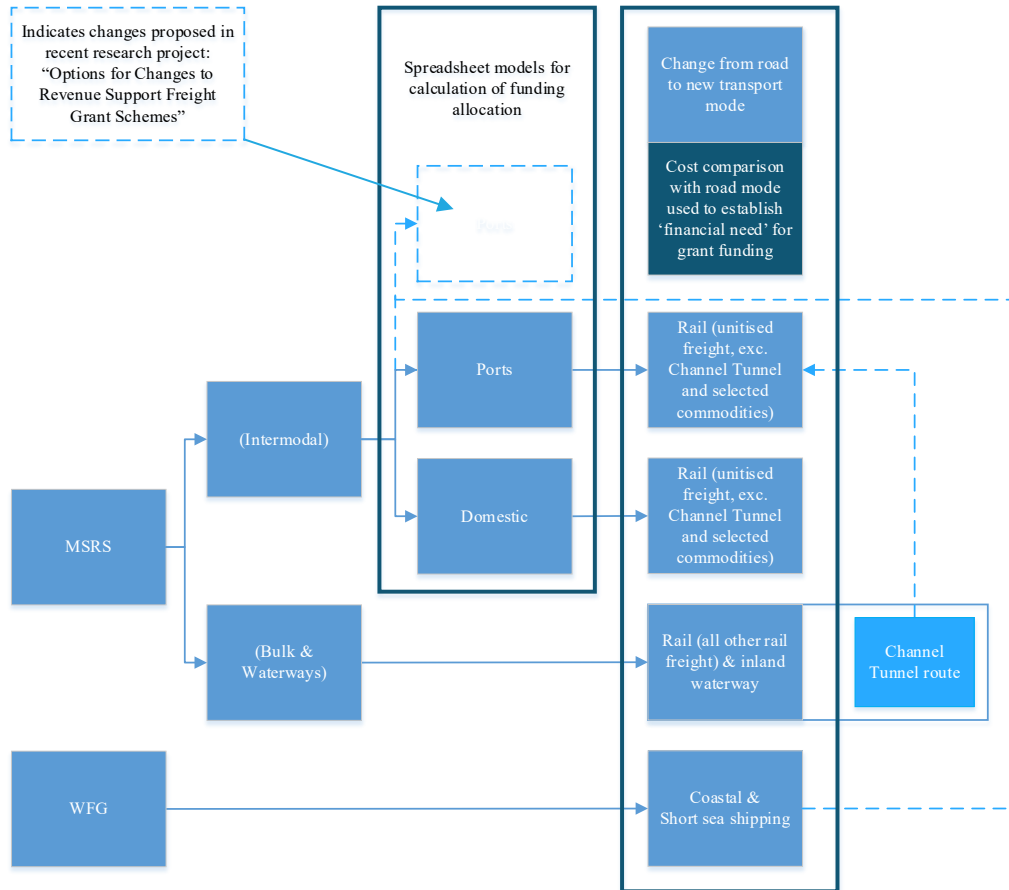 Indicates changes proposed in
recent research project:
“Options for Changes to
Revenue Support Freight
Grant Schemes”
Spreadsheet models for
calculation of funding
allocation
Change from road
to new transport
mode
Cost comparison
with road mode
used to establish
‘financial need’ for
grant funding
Ports
Rail (unitised
freight, exc.
Channel Tunnel
and selected
commodities)
(Intermodal)
Domestic
Rail (unitised
freight, exc.
Channel Tunnel
and selected
commodities)
MSRS
(Bulk &
Waterways)
Rail (all other rail
freight) & inland
waterway
Channel
Tunnel route
WFG
Coastal &
Short sea shipping